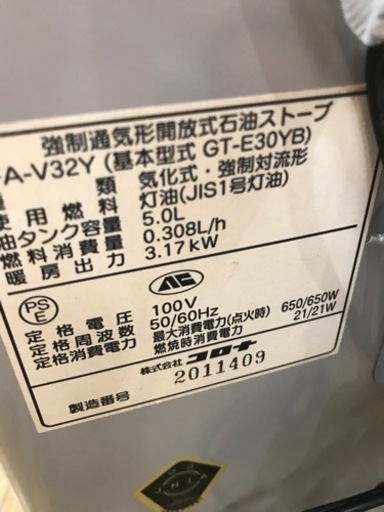 強制通気形開放式石油ストーブ
A-V32Y (基本型式 GT-E30YB)
類 気化式・強制対流形
使用燃料 灯油(JIS1号灯油)
油タンク容量 5.0L
燃料消費量 0.308L/h
暖房出力 3.17kW
PSE
定格電圧 100V
定格周波数 50/60Hz
定格消費電力 最大消費電力(点火時) 650/650W
燃焼時消費電力 21/21W
株式会社 コロナ
製造番号 2011409
JHIA